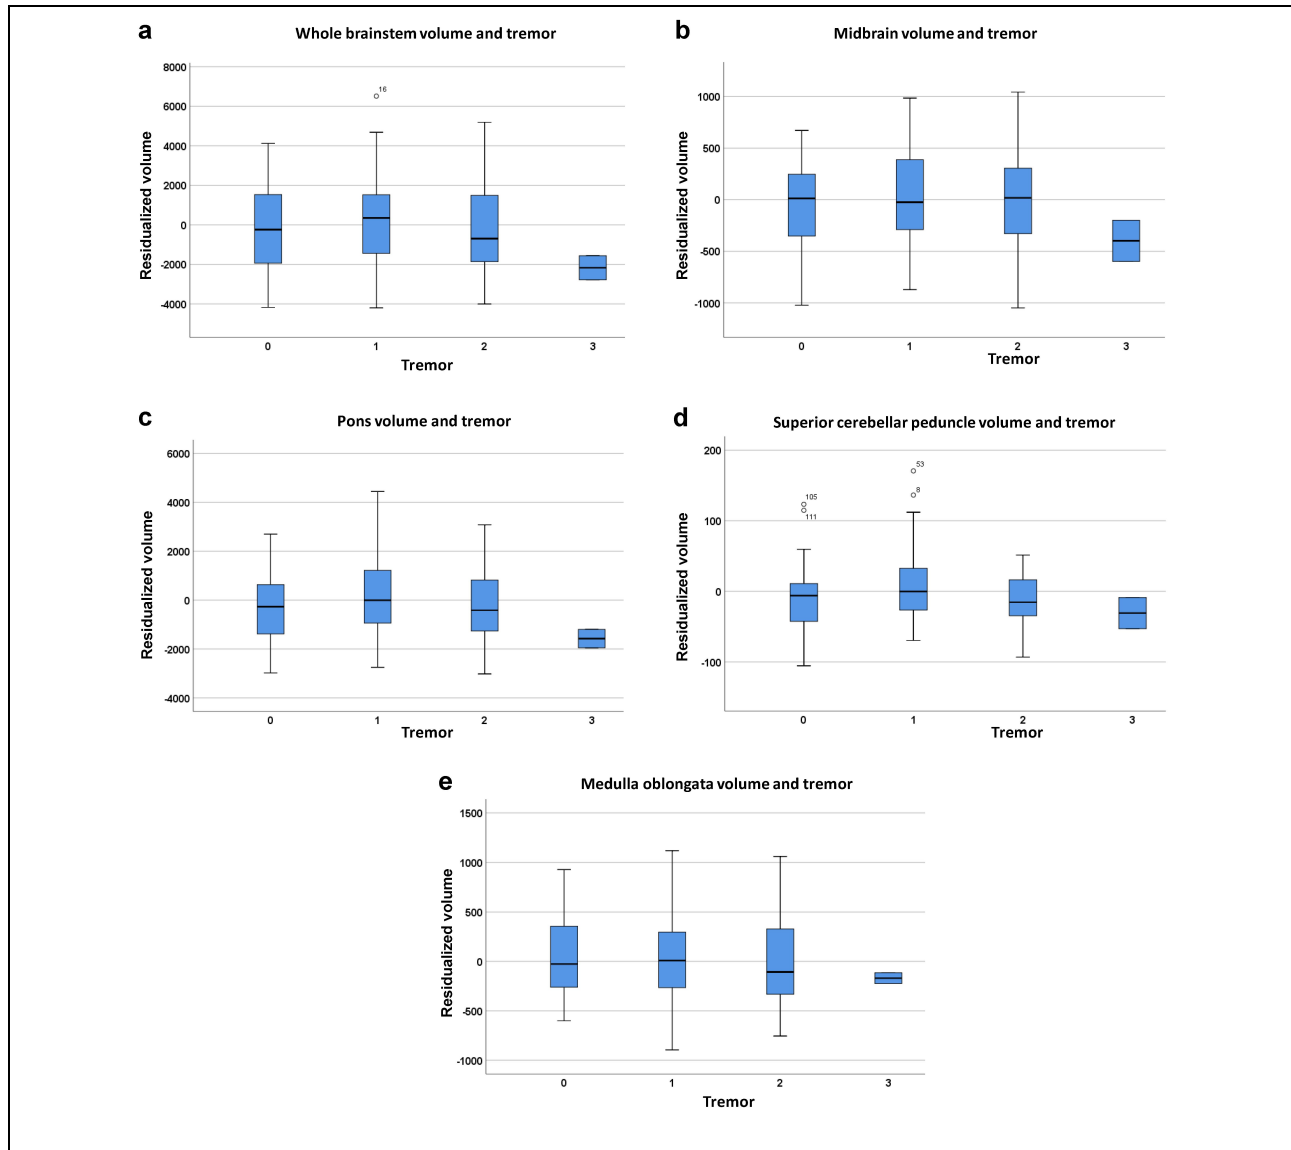 a
Whole brainstem volume and tremor
8000
6000
4000
2000
0
-2000
-4000
Residualized volume
16
0 1 2 3
Tremor
b
Midbrain volume and tremor
1000
500
0
-500
-1000
Residualized volume
0 1 2 3
Tremor
c
Pons volume and tremor
6000
4000
2000
0
-2000
-4000
Residualized volume
0 1 2 3
Tremor
d
Superior cerebellar peduncle volume and tremor
200
100
0
-100
Residualized volume
105
111
53
8
0 1 2 3
Tremor
e
Medulla oblongata volume and tremor
1500
1000
500
0
-500
-1000
Residualized volume
0 1 2 3
Tremor